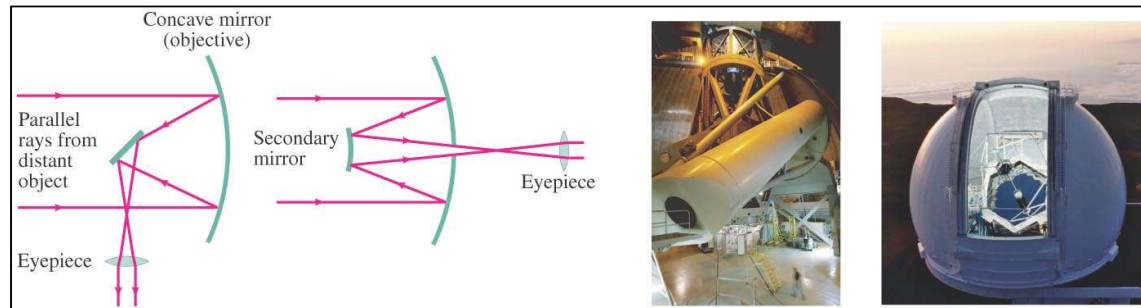 Concave mirror
(objective)
Parallel
rays from
distant
object
Eyepiece
Secondary
mirror
Eyepiece